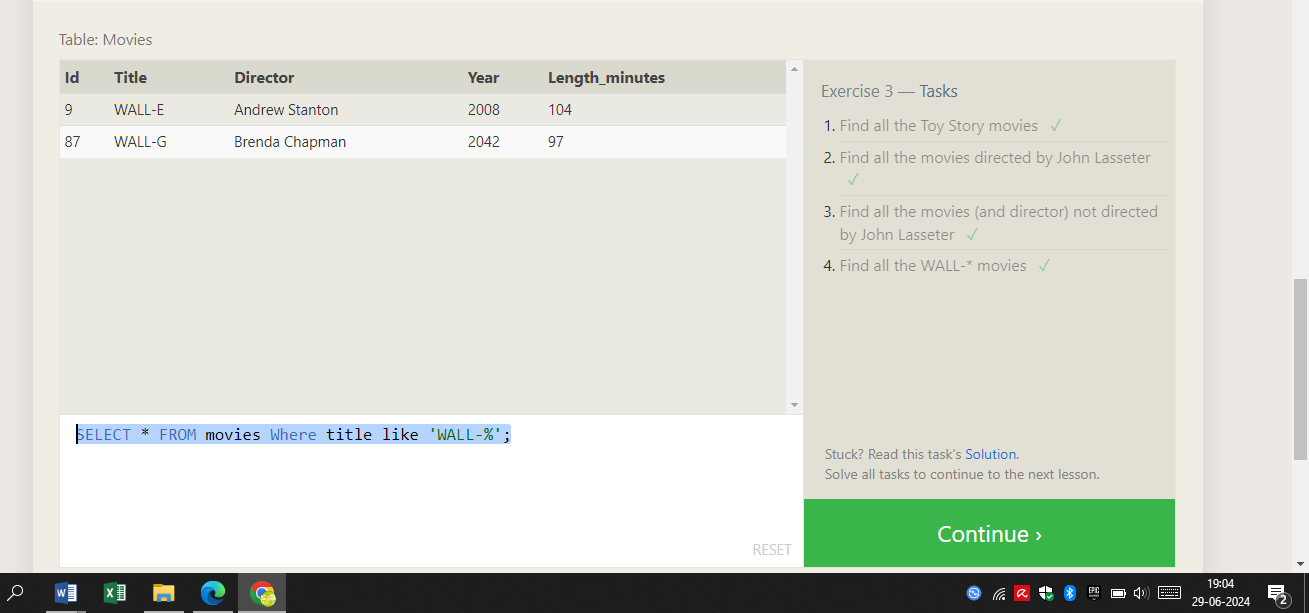 Table: Movies
Id Title Director Year Length_minutes
9 WALL-E Andrew Stanton 2008 104
87 WALL-G Brenda Chapman 2042 97
Exercise 3 — Tasks
1. Find all the Toy Story movies ✓
2. Find all the movies directed by John Lasseter
✓
3. Find all the movies (and director) not directed
by John Lasseter ✓
4. Find all the WALL-* movies ✓
SELECT * FROM movies Where title like 'WALL-%';
RESET
Stuck? Read this task's Solution.
Solve all tasks to continue to the next lesson.
Continue ›
EPIC
19:04
29-06-2024
2